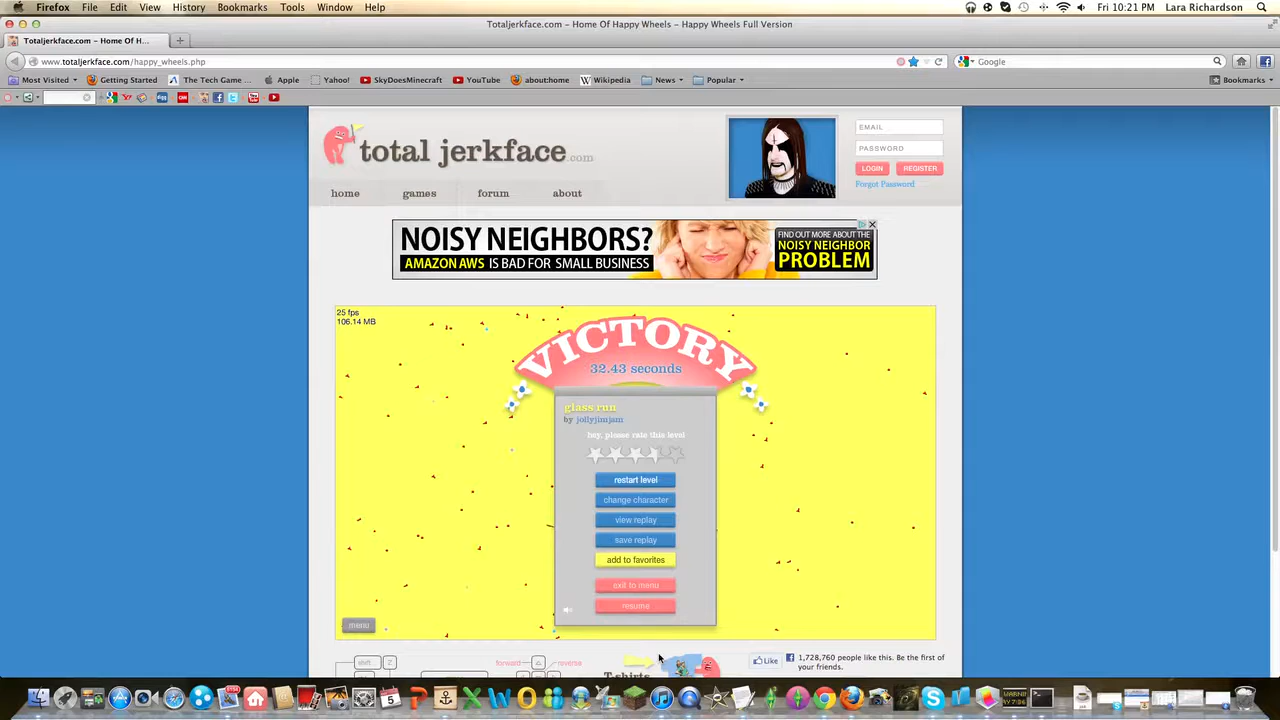 Firefox File Edit View History Bookmarks Tools Window Help Fri 10:21 PM Lara Richardson
Totaljerkface.com – Home Of Happy Wheels – Happy Wheels Full Version
Totaljerkface.com – Home Of H...
www.totaljerkface.com/happy_wheels.php
Google
Most Visited Getting Started The Tech Game ... Apple Yahoo! SkyDoesMinecraft YouTube about:home Wikipedia News Popular Bookmarks
total jerkface.com
EMAIL
PASSWORD
LOGIN REGISTER
Forgot Password
home games forum about
NOISY NEIGHBORS?
AMAZON AWS IS BAD FOR SMALL BUSINESS
FIND OUT MORE ABOUT THE
NOISY NEIGHBOR
PROBLEM
25 fps
106.14 MB
VICTORY
32.43 seconds
glass run
by jollyjimjam
hey, please rate this level
restart level
change character
view replay
save replay
add to favorites
exit to menu
resume
menu
shift Z forward reverse
Like 1,728,760 people like this. Be the first of
your friends.
T-shirts